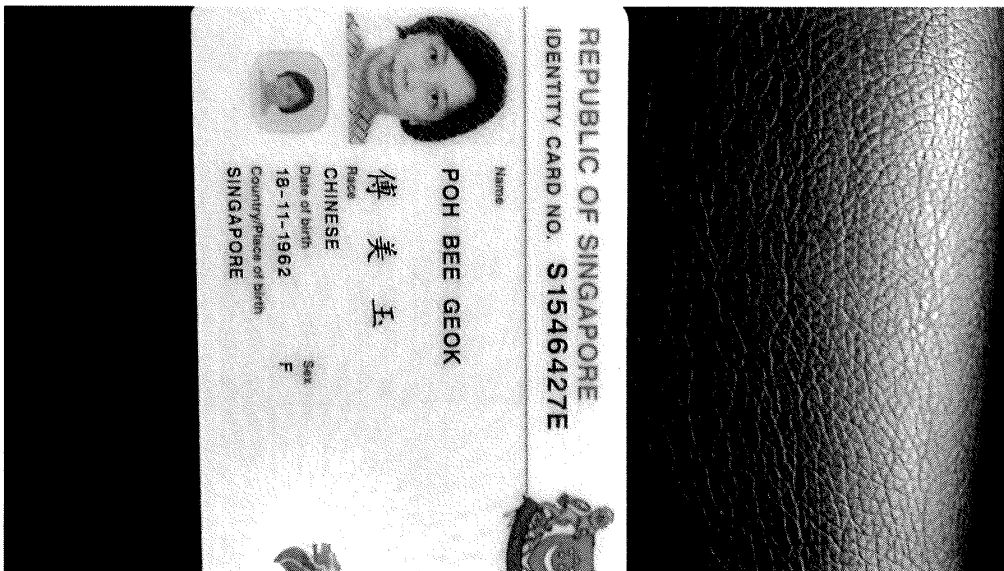 REPUBLIC OF SINGAPORE
IDENTITY CARD NO. S1546427E
Name
POH BEE GEOK
傅美玉
Race
CHINESE
Date of birth Sex
18-11-1962 F
Country/Place of birth
SINGAPORE